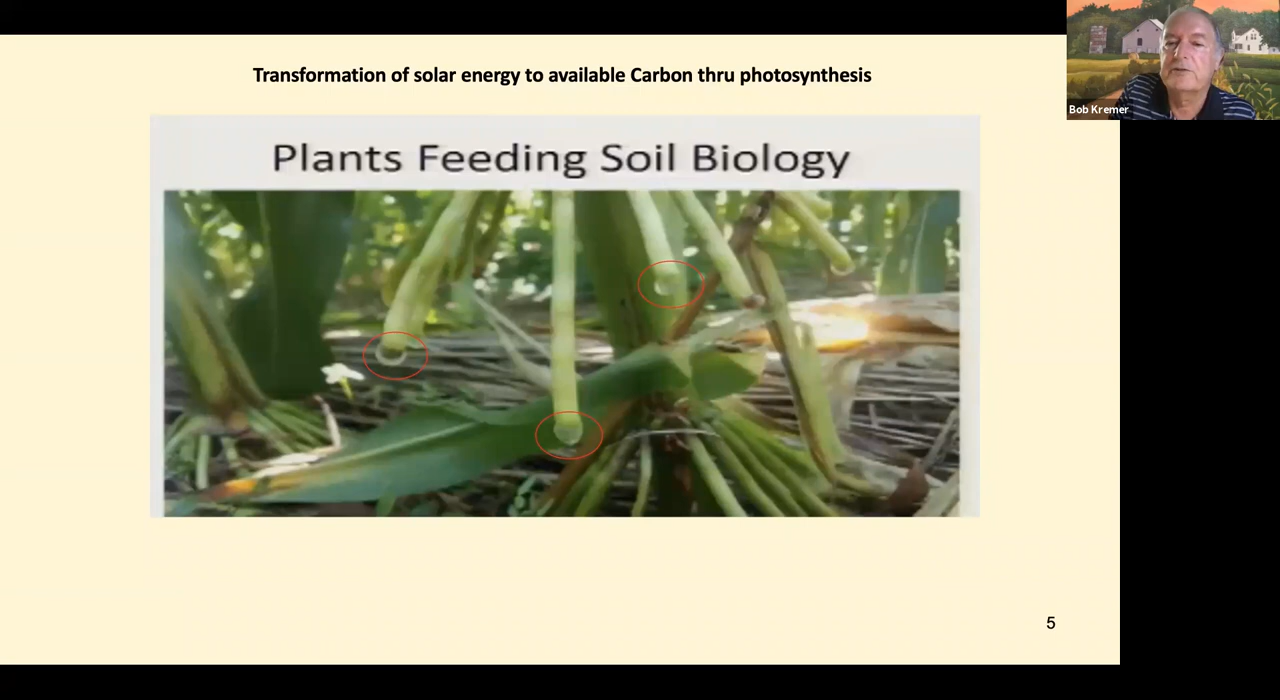 Transformation of solar energy to available Carbon thru photosynthesis
Plants Feeding Soil Biology
Bob Kremer
5